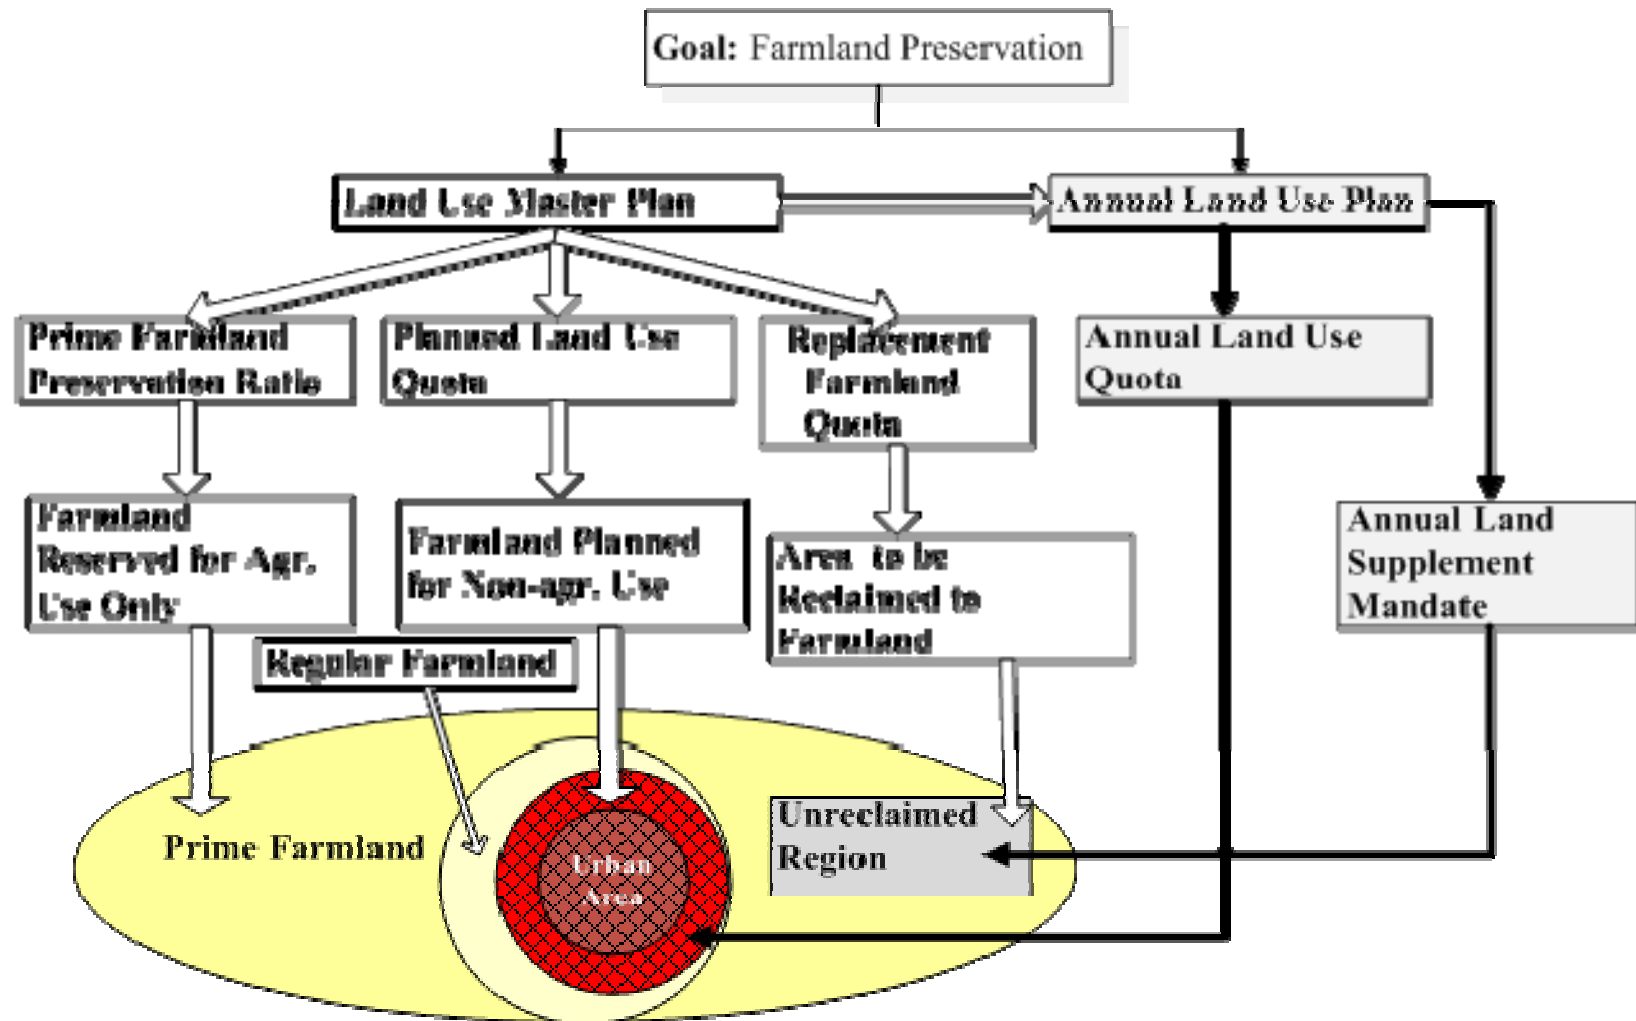 Goal: Farmland Preservation
Land Use Master Plan
Annual Land Use Plan
Prime Farmland
Preservation Ratio
Planned Land Use
Quota
Replacement
Farmland
Quota
Annual Land Use
Quota
Farmland
Reserved for Agr.
Use Only
Farmland Planned
for Non-agr. Use
Area to be
Reclaimed to
Farmland
Annual Land
Supplement
Mandate
Regular Farmland
Prime Farmland
Urban
Area
Unreclaimed
Region